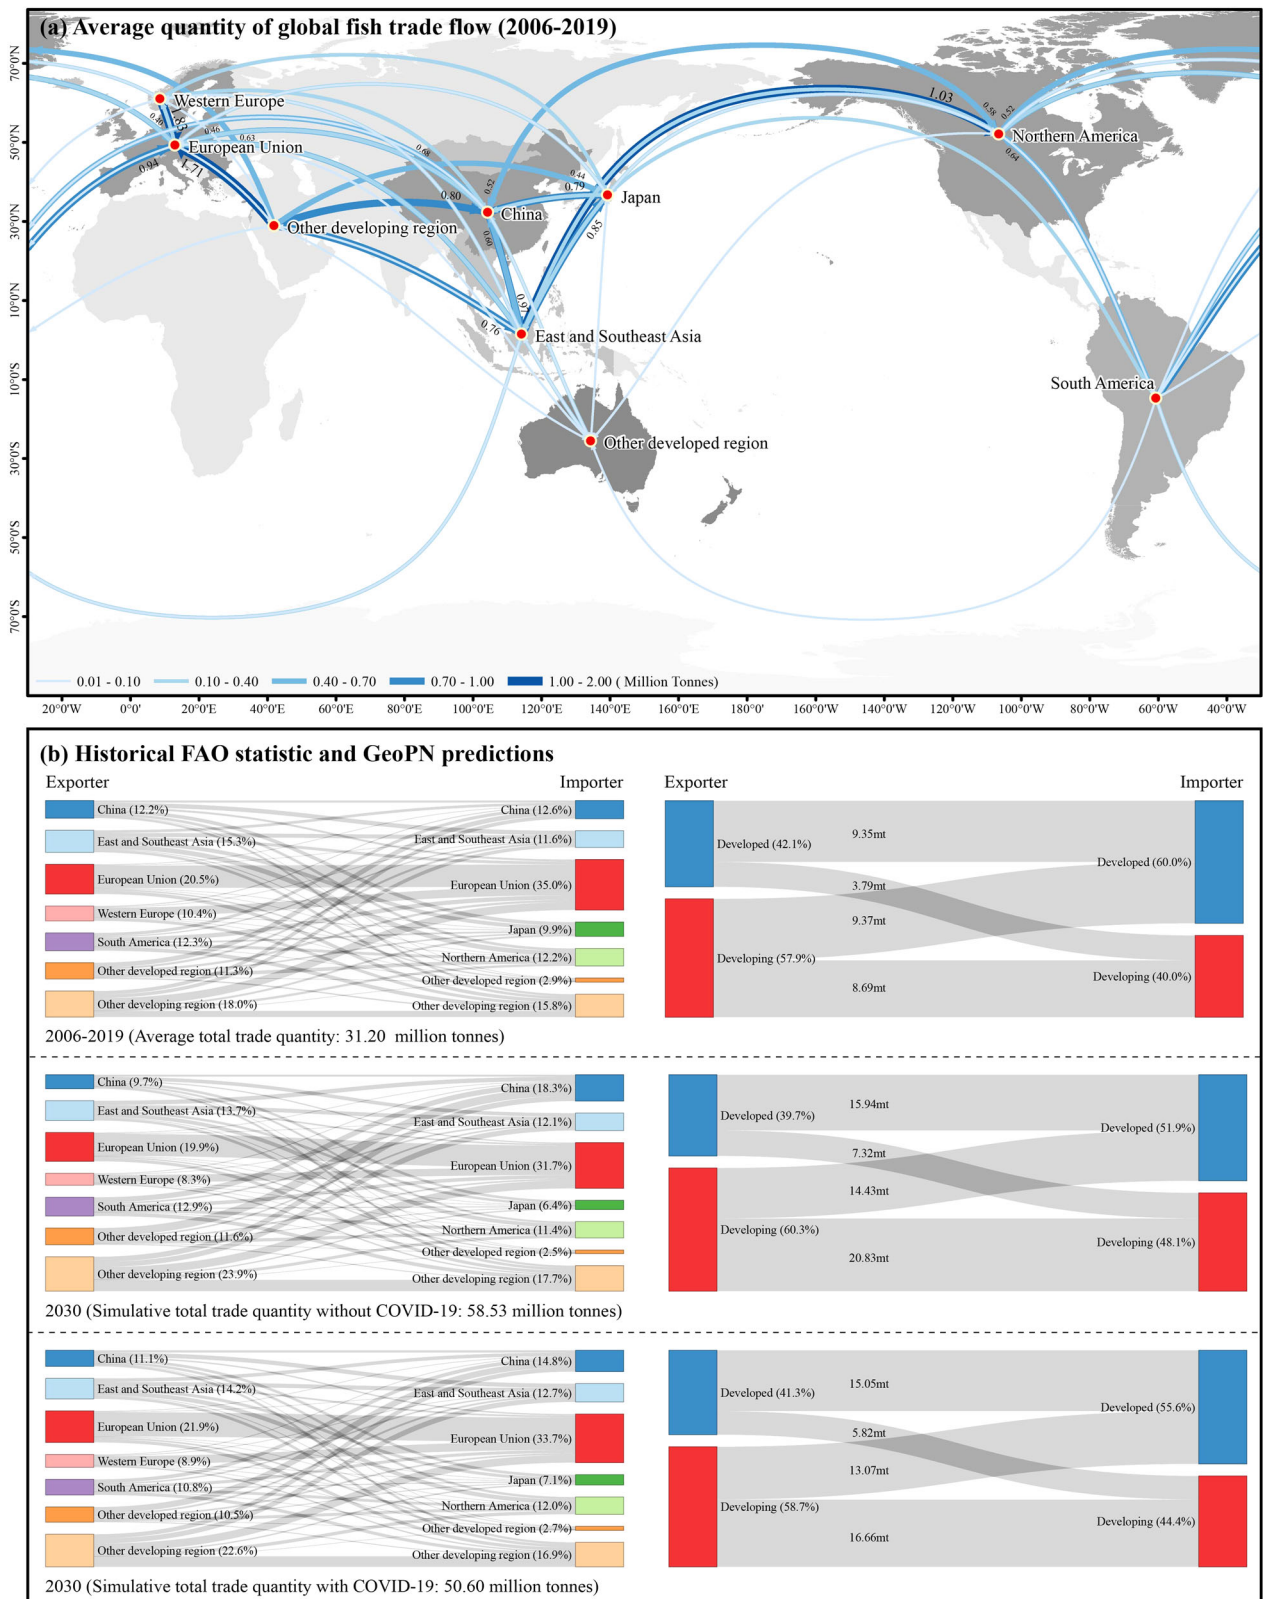 (a) Average quantity of global fish trade flow (2006-2019)
70°0'N
50°0'N
30°0'N
10°0'N
10°0'S
30°0'S
50°0'S
70°0'S
Western Europe
European Union
Other developing region
China
Japan
East and Southeast Asia
Other developed region
Northern America
South America
1.83
0.46
0.46
0.63
0.94
1.71
0.68
0.80
0.52
0.44
0.79
0.60
0.85
0.97
0.76
1.03
0.58
0.52
0.64
0.01 - 0.10
0.10 - 0.40
0.40 - 0.70
0.70 - 1.00
1.00 - 2.00 ( Million Tonnes)
20°0'W
0°0'
20°0'E
40°0'E
60°0'E
80°0'E
100°0'E
120°0'E
140°0'E
160°0'E
180°0'
160°0'W
140°0'W
120°0'W
100°0'W
80°0'W
60°0'W
40°0'W
(b) Historical FAO statistic and GeoPN predictions
Exporter
Importer
China (12.2%)
East and Southeast Asia (15.3%)
European Union (20.5%)
Western Europe (10.4%)
South America (12.3%)
Other developed region (11.3%)
Other developing region (18.0%)
China (12.6%)
East and Southeast Asia (11.6%)
European Union (35.0%)
Japan (9.9%)
Northern America (12.2%)
Other developed region (2.9%)
Other developing region (15.8%)
2006-2019 (Average total trade quantity: 31.20 million tonnes)
Exporter
Importer
Developed (42.1%)
Developing (57.9%)
9.35mt
3.79mt
9.37mt
8.69mt
Developed (60.0%)
Developing (40.0%)
China (9.7%)
East and Southeast Asia (13.7%)
European Union (19.9%)
Western Europe (8.3%)
South America (12.9%)
Other developed region (11.6%)
Other developing region (23.9%)
China (18.3%)
East and Southeast Asia (12.1%)
European Union (31.7%)
Japan (6.4%)
Northern America (11.4%)
Other developed region (2.5%)
Other developing region (17.7%)
2030 (Simulative total trade quantity without COVID-19: 58.53 million tonnes)
Developed (39.7%)
Developing (60.3%)
15.94mt
7.32mt
14.43mt
20.83mt
Developed (51.9%)
Developing (48.1%)
China (11.1%)
East and Southeast Asia (14.2%)
European Union (21.9%)
Western Europe (8.9%)
South America (10.8%)
Other developed region (10.5%)
Other developing region (22.6%)
China (14.8%)
East and Southeast Asia (12.7%)
European Union (33.7%)
Japan (7.1%)
Northern America (12.0%)
Other developed region (2.7%)
Other developing region (16.9%)
2030 (Simulative total trade quantity with COVID-19: 50.60 million tonnes)
Developed (41.3%)
Developing (58.7%)
15.05mt
5.82mt
13.07mt
16.66mt
Developed (55.6%)
Developing (44.4%)